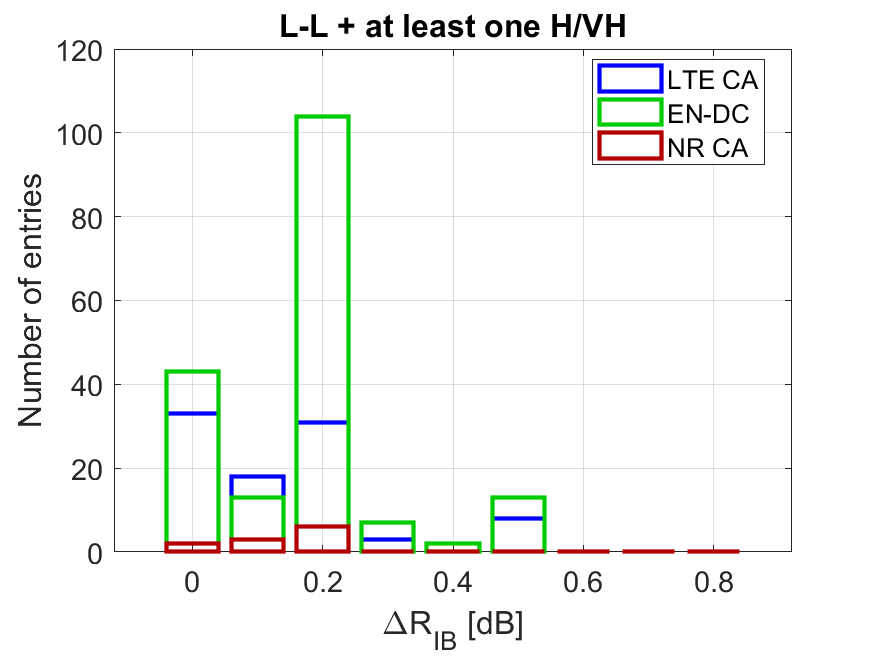 L-L + at least one H/VH
120
100
80
60
40
20
0
Number of entries
LTE CA
EN-DC
NR CA
0 0.2 0.4 0.6 0.8
ΔR_IB [dB]